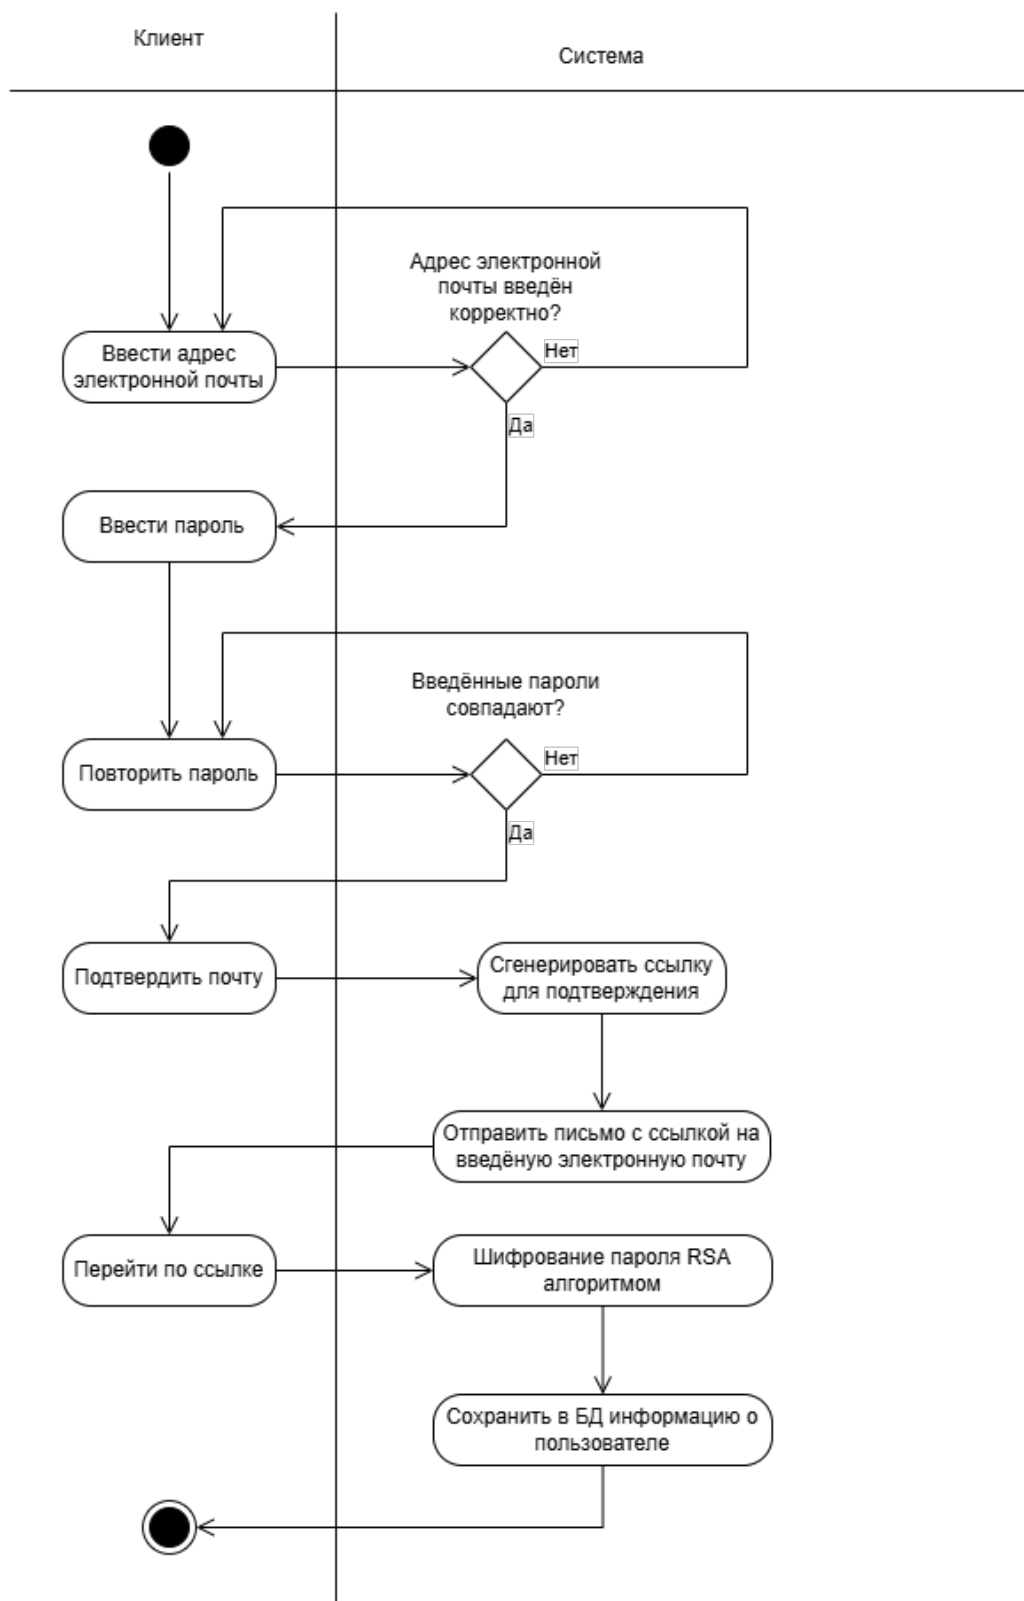 Клиент
Система
Адрес электронной
почты введён
корректно?
Ввести адрес
электронной почты
Нет
Да
Ввести пароль
Введённые пароли
совпадают?
Повторить пароль
Нет
Да
Подтвердить почту
Сгенерировать ссылку
для подтверждения
Отправить письмо с ссылкой на
введёную электронную почту
Перейти по ссылке
Шифрование пароля RSA
алгоритмом
Сохранить в БД информацию о
пользователе